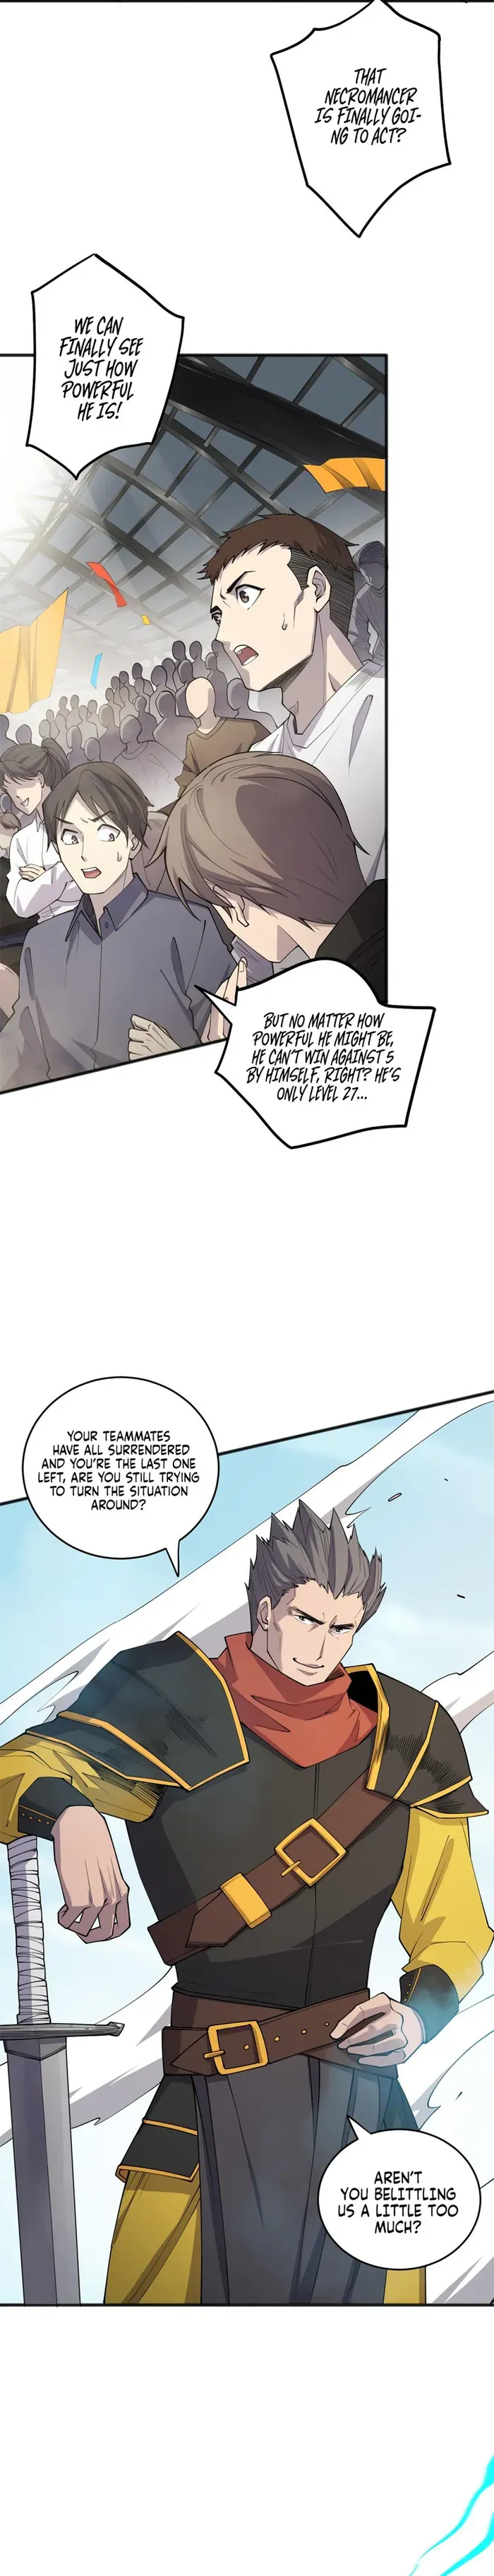 THAT
NECROMANCER
IS FINALLY GOI-
NG TO ACT?
WE CAN
FINALLY SEE
JUST HOW
POWERFUL
HE IS!
BUT NO MATTER HOW
POWERFUL HE MIGHT BE,
HE CAN'T WIN AGAINST 5
BY HIMSELF, RIGHT? HE'S
ONLY LEVEL 27...
YOUR TEAMMATES
HAVE ALL SURRENDERED
AND YOU'RE THE LAST ONE
LEFT, ARE YOU STILL TRYING
TO TURN THE SITUATION
AROUND?
AREN'T
YOU BELITTLING
US A LITTLE TOO
MUCH?